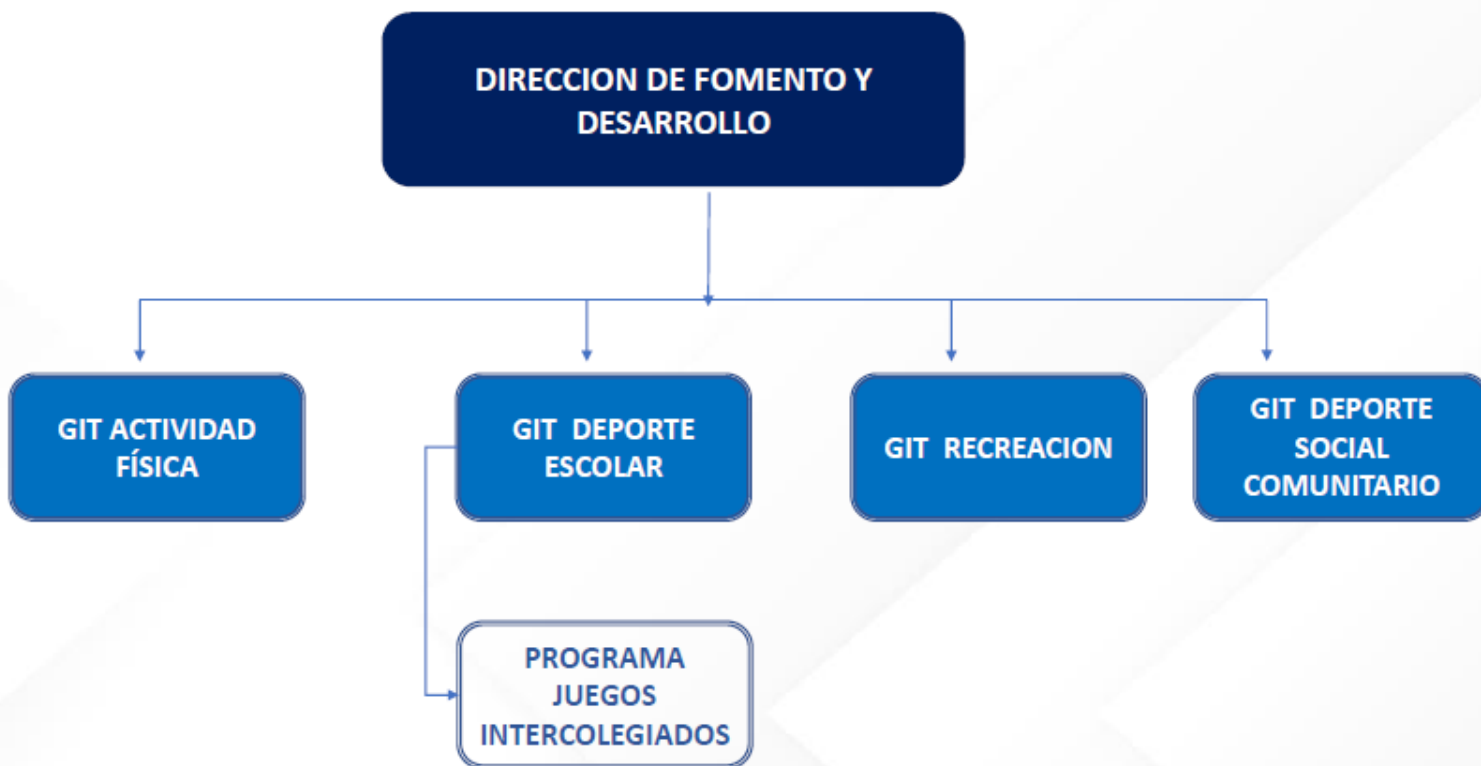 DIRECCION DE FOMENTO Y
DESARROLLO
GIT ACTIVIDAD
FÍSICA
GIT DEPORTE
ESCOLAR
GIT RECREACION
GIT DEPORTE
SOCIAL
COMUNITARIO
PROGRAMA
JUEGOS
INTERCOLEGIADOS